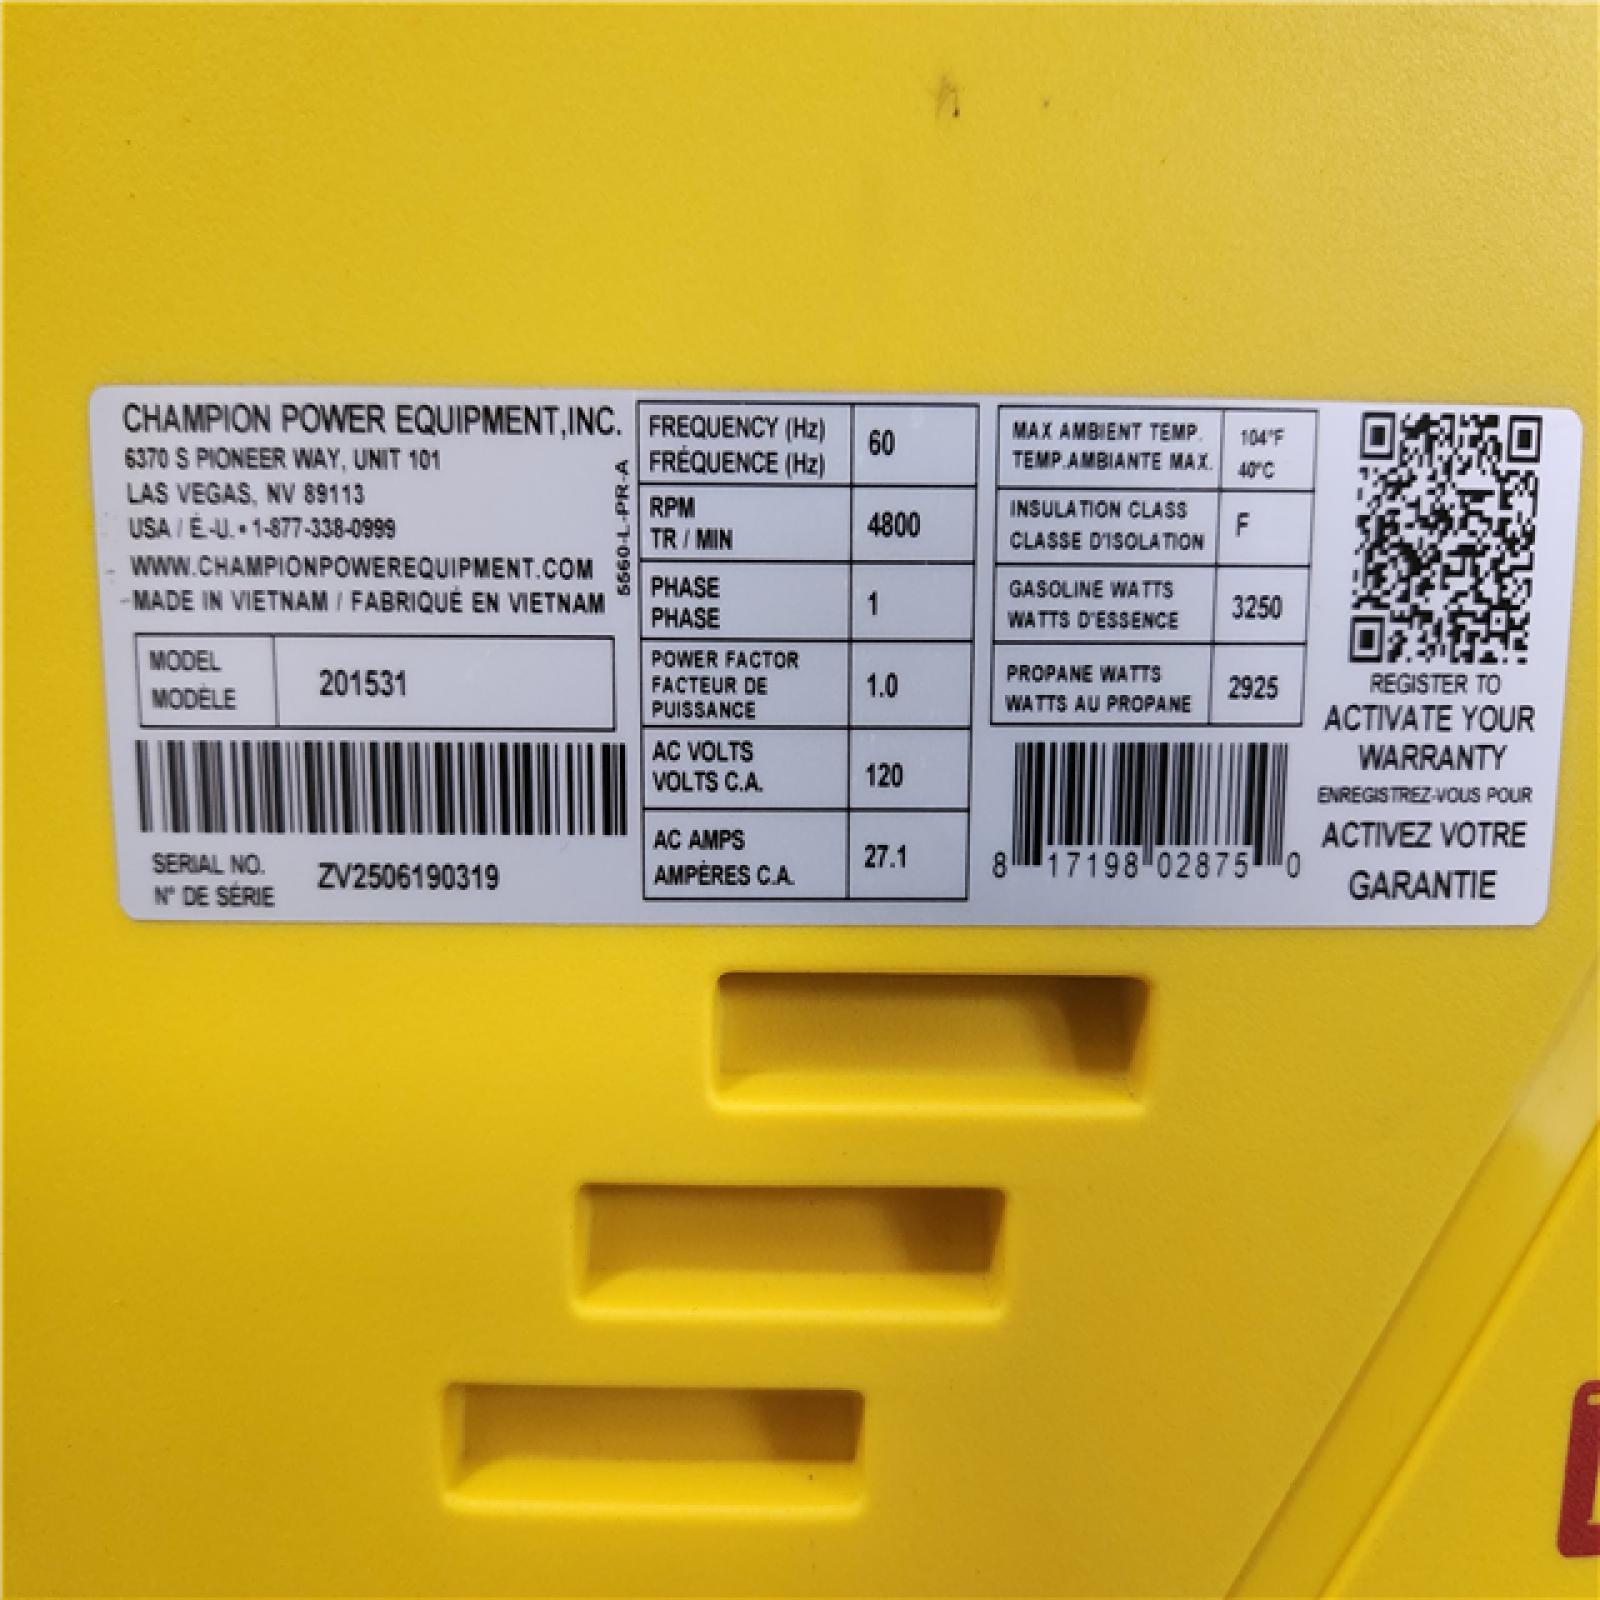 CHAMPION POWER EQUIPMENT,INC.
6370 S PIONEER WAY, UNIT 101
LAS VEGAS, NV 89113
USA / É.-U. • 1-877-338-0999
WWW.CHAMPIONPOWEREQUIPMENT.COM
MADE IN VIETNAM / FABRIQUÉ EN VIETNAM
5560-L-PR-A
MODEL
MODÈLE
201531
SERIAL NO.
N° DE SÉRIE
ZV2506190319
FREQUENCY (Hz)
FRÉQUENCE (Hz)
60
RPM
TR / MIN
4800
PHASE
PHASE
1
POWER FACTOR
FACTEUR DE
PUISSANCE
1.0
AC VOLTS
VOLTS C.A.
120
AC AMPS
AMPÈRES C.A.
27.1
MAX AMBIENT TEMP.
TEMP.AMBIANTE MAX.
104°F
40°C
INSULATION CLASS
CLASSE D'ISOLATION
F
GASOLINE WATTS
WATTS D'ESSENCE
3250
PROPANE WATTS
WATTS AU PROPANE
2925
8 17198 02875 0
REGISTER TO
ACTIVATE YOUR
WARRANTY
ENREGISTREZ-VOUS POUR
ACTIVEZ VOTRE
GARANTIE